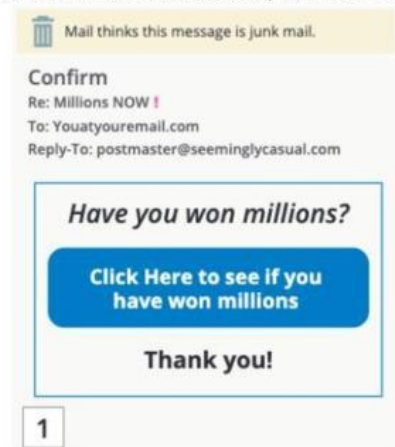 Mail thinks this message is junk mail.
Confirm
Re: Millions NOW !
To: Youatyouremail.com
Reply-To: postmaster@seeminglycasual.com
Have you won millions?
Click Here to see if you
have won millions
Thank you!
1